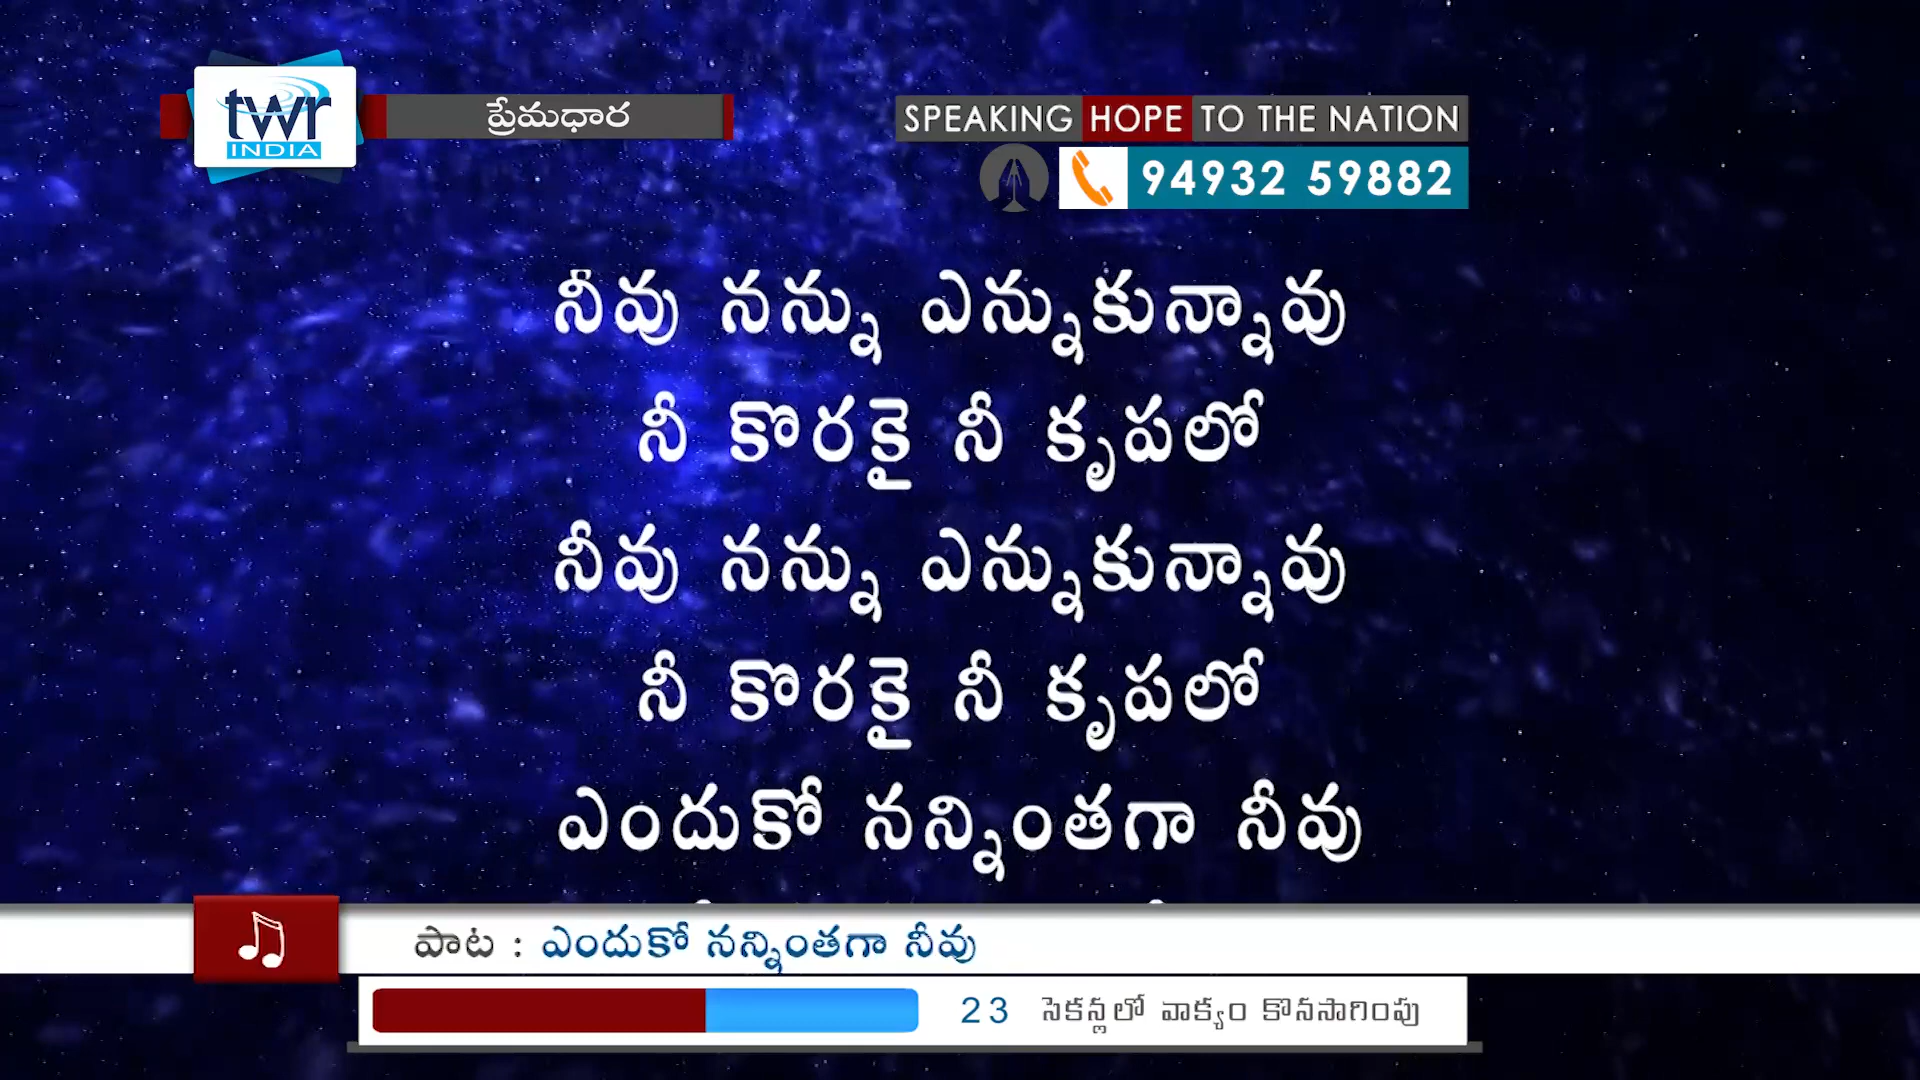 twr
INDIA
ప్రేమధార
SPEAKING HOPE TO THE NATION
94932 59882
నీవు నన్ను ఎన్నుకున్నావు
నీ కొరకై నీ కృపలో
నీవు నన్ను ఎన్నుకున్నావు
నీ కొరకై నీ కృపలో
ఎందుకో నన్నింతగా నీవు
పాట : ఎందుకో నన్నింతగా నీవు
23 సెకన్లలో వాక్యం కొనసాగింపు